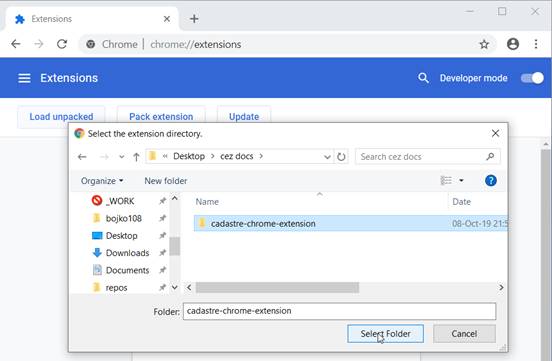 Extensions
Chrome | chrome://extensions
Extensions
Developer mode
Load unpacked Pack extension Update
Select the extension directory.
« Desktop > cez docs >
Search cez docs
Organize New folder
Name Date
_WORK
cadastre-chrome-extension 08-Oct-19 21:5
bojko108
Desktop
Downloads
Documents
repos
Folder: cadastre-chrome-extension
Select Folder Cancel